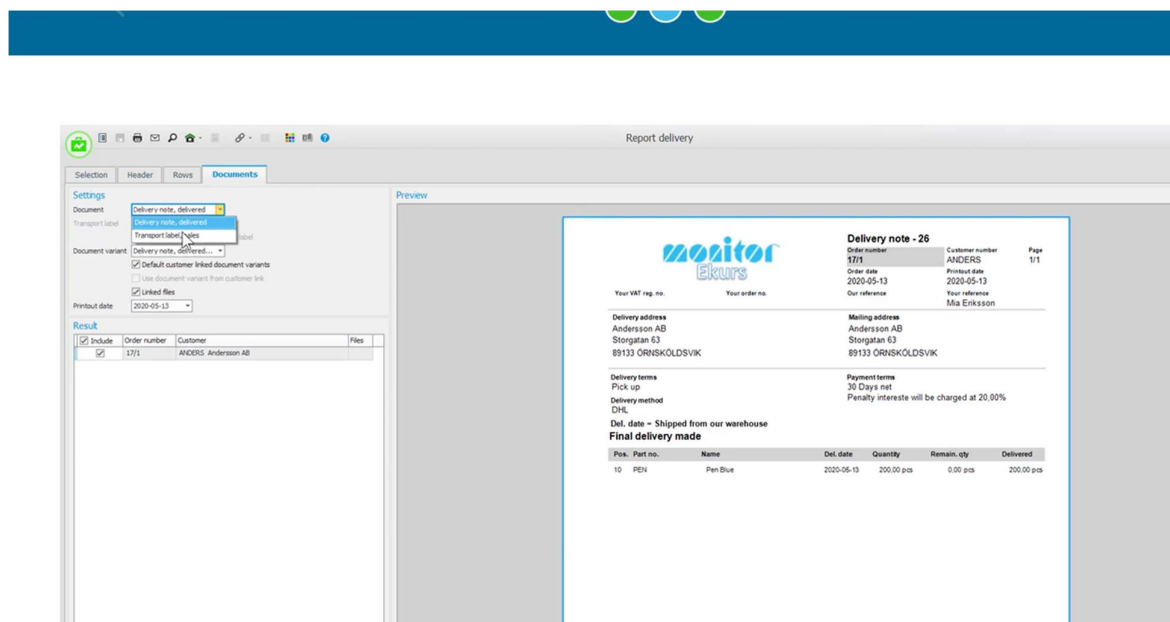 Report delivery
Selection Header Rows Documents
Settings
Document Delivery note, delivered
Transport label Delivery note, delivered
Transport label, sales label
Document variant Delivery note, delivered...
Default customer linked document variants
Use document variant from customer link
Linked files
Printout date 2020-05-13
Result
Include Order number Customer Files
17/1 ANDERS Andersson AB
Preview
monitor
Ekurs
Your VAT reg. no. Your order no.
Delivery note - 26
Order number Customer number Page
17/1 ANDERS 1/1
Order date Printout date
2020-05-13 2020-05-13
Our reference Your reference
Mia Eriksson
Delivery address Mailing address
Andersson AB Andersson AB
Storgatan 63 Storgatan 63
89133 ÖRNSKÖLDSVIK 89133 ÖRNSKÖLDSVIK
Delivery terms Payment terms
Pick up 30 Days net
Delivery method Penalty intereste will be charged at 20,00%
DHL
Del. date = Shipped from our warehouse
Final delivery made
Pos. Part no. Name Del. date Quantity Remain. qty Delivered
10 PEN Pen Blue 2020-05-13 200,00 pcs 0,00 pcs 200,00 pcs